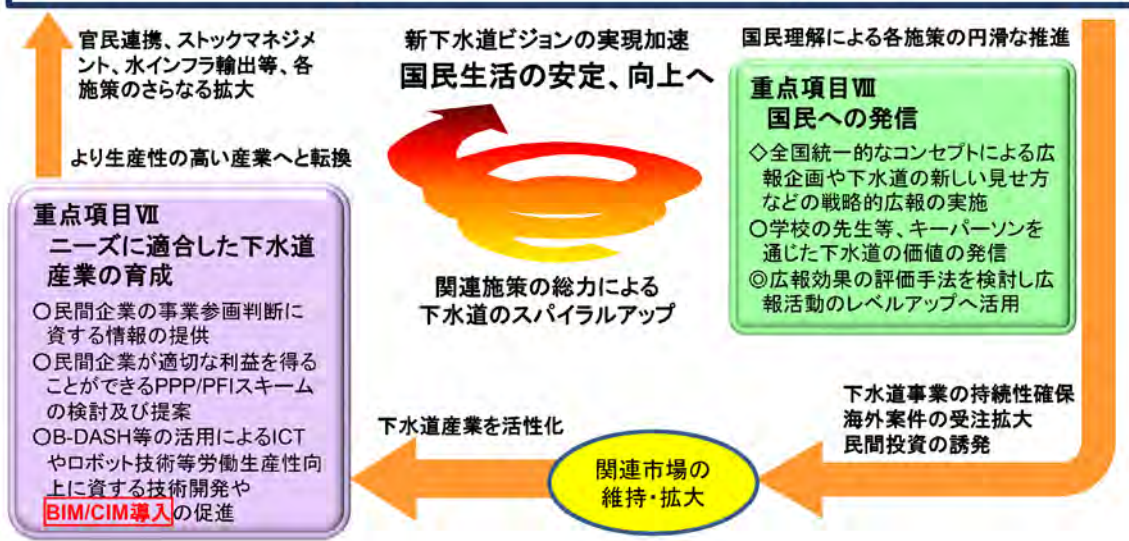 官民連携、ストックマネジメ
ント、水インフラ輸出等、各
施策のさらなる拡大
より生産性の高い産業へと転換
新下水道ビジョンの実現加速
国民生活の安定、向上へ
国民理解による各施策の円滑な推進
重点項目Ⅷ
国民への発信
◇全国統一的なコンセプトによる広
報企画や下水道の新しい見せ方
などの戦略的広報の実施
○学校の先生等、キーパーソンを
通じた下水道の価値の発信
◎広報効果の評価手法を検討し広
報活動のレベルアップへ活用
重点項目Ⅶ
ニーズに適合した下水道
産業の育成
○民間企業の事業参画判断に
資する情報の提供
○民間企業が適切な利益を得る
ことができるPPP/PFIスキーム
の検討及び提案
○B-DASH等の活用によるICT
やロボット技術等労働生産性向
上に資する技術開発や
BIM/CIM導入の促進
関連施策の総力による
下水道のスパイラルアップ
下水道事業の持続性確保
海外案件の受注拡大
民間投資の誘発
下水道産業を活性化
関連市場の
維持・拡大